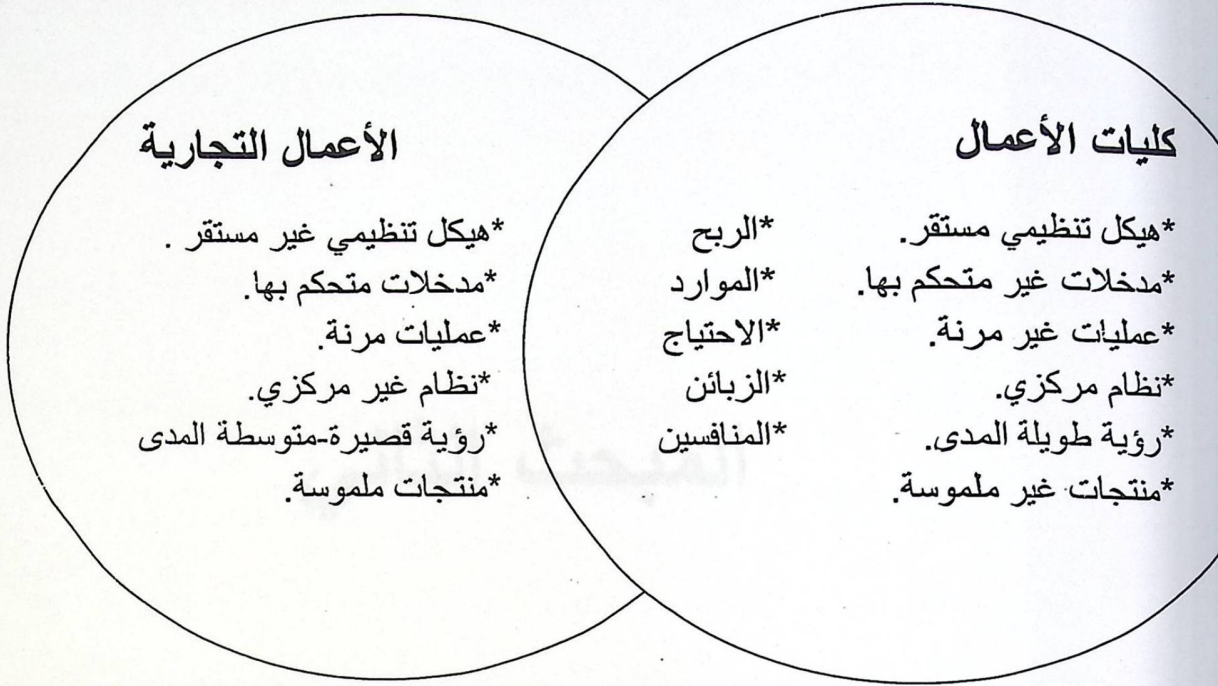 كليات الأعمال
*هيكل تنظيمي مستقر.
*مدخلات غير متحكم بها.
*عمليات غير مرنة.
*نظام مركزي.
*رؤية طويلة المدى.
*منتجات غير ملموسة.
*الربح
*الموارد
*الاحتياج
*الزبائن
*المنافسين
الأعمال التجارية
*هيكل تنظيمي غير مستقر .
*مدخلات متحكم بها.
*عمليات مرنة.
*نظام غير مركزي.
*رؤية قصيرة-متوسطة المدى
*منتجات ملموسة.